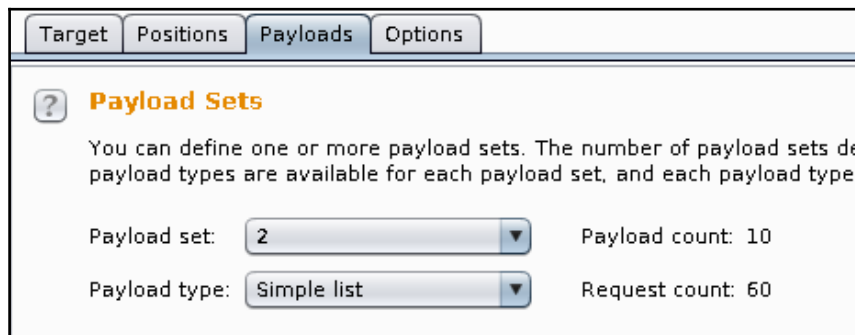 Target Positions Payloads Options
? Payload Sets
You can define one or more payload sets. The number of payload sets
payload types are available for each payload set, and each payload type
Payload set: 2 Payload count: 10
Payload type: Simple list Request count: 60